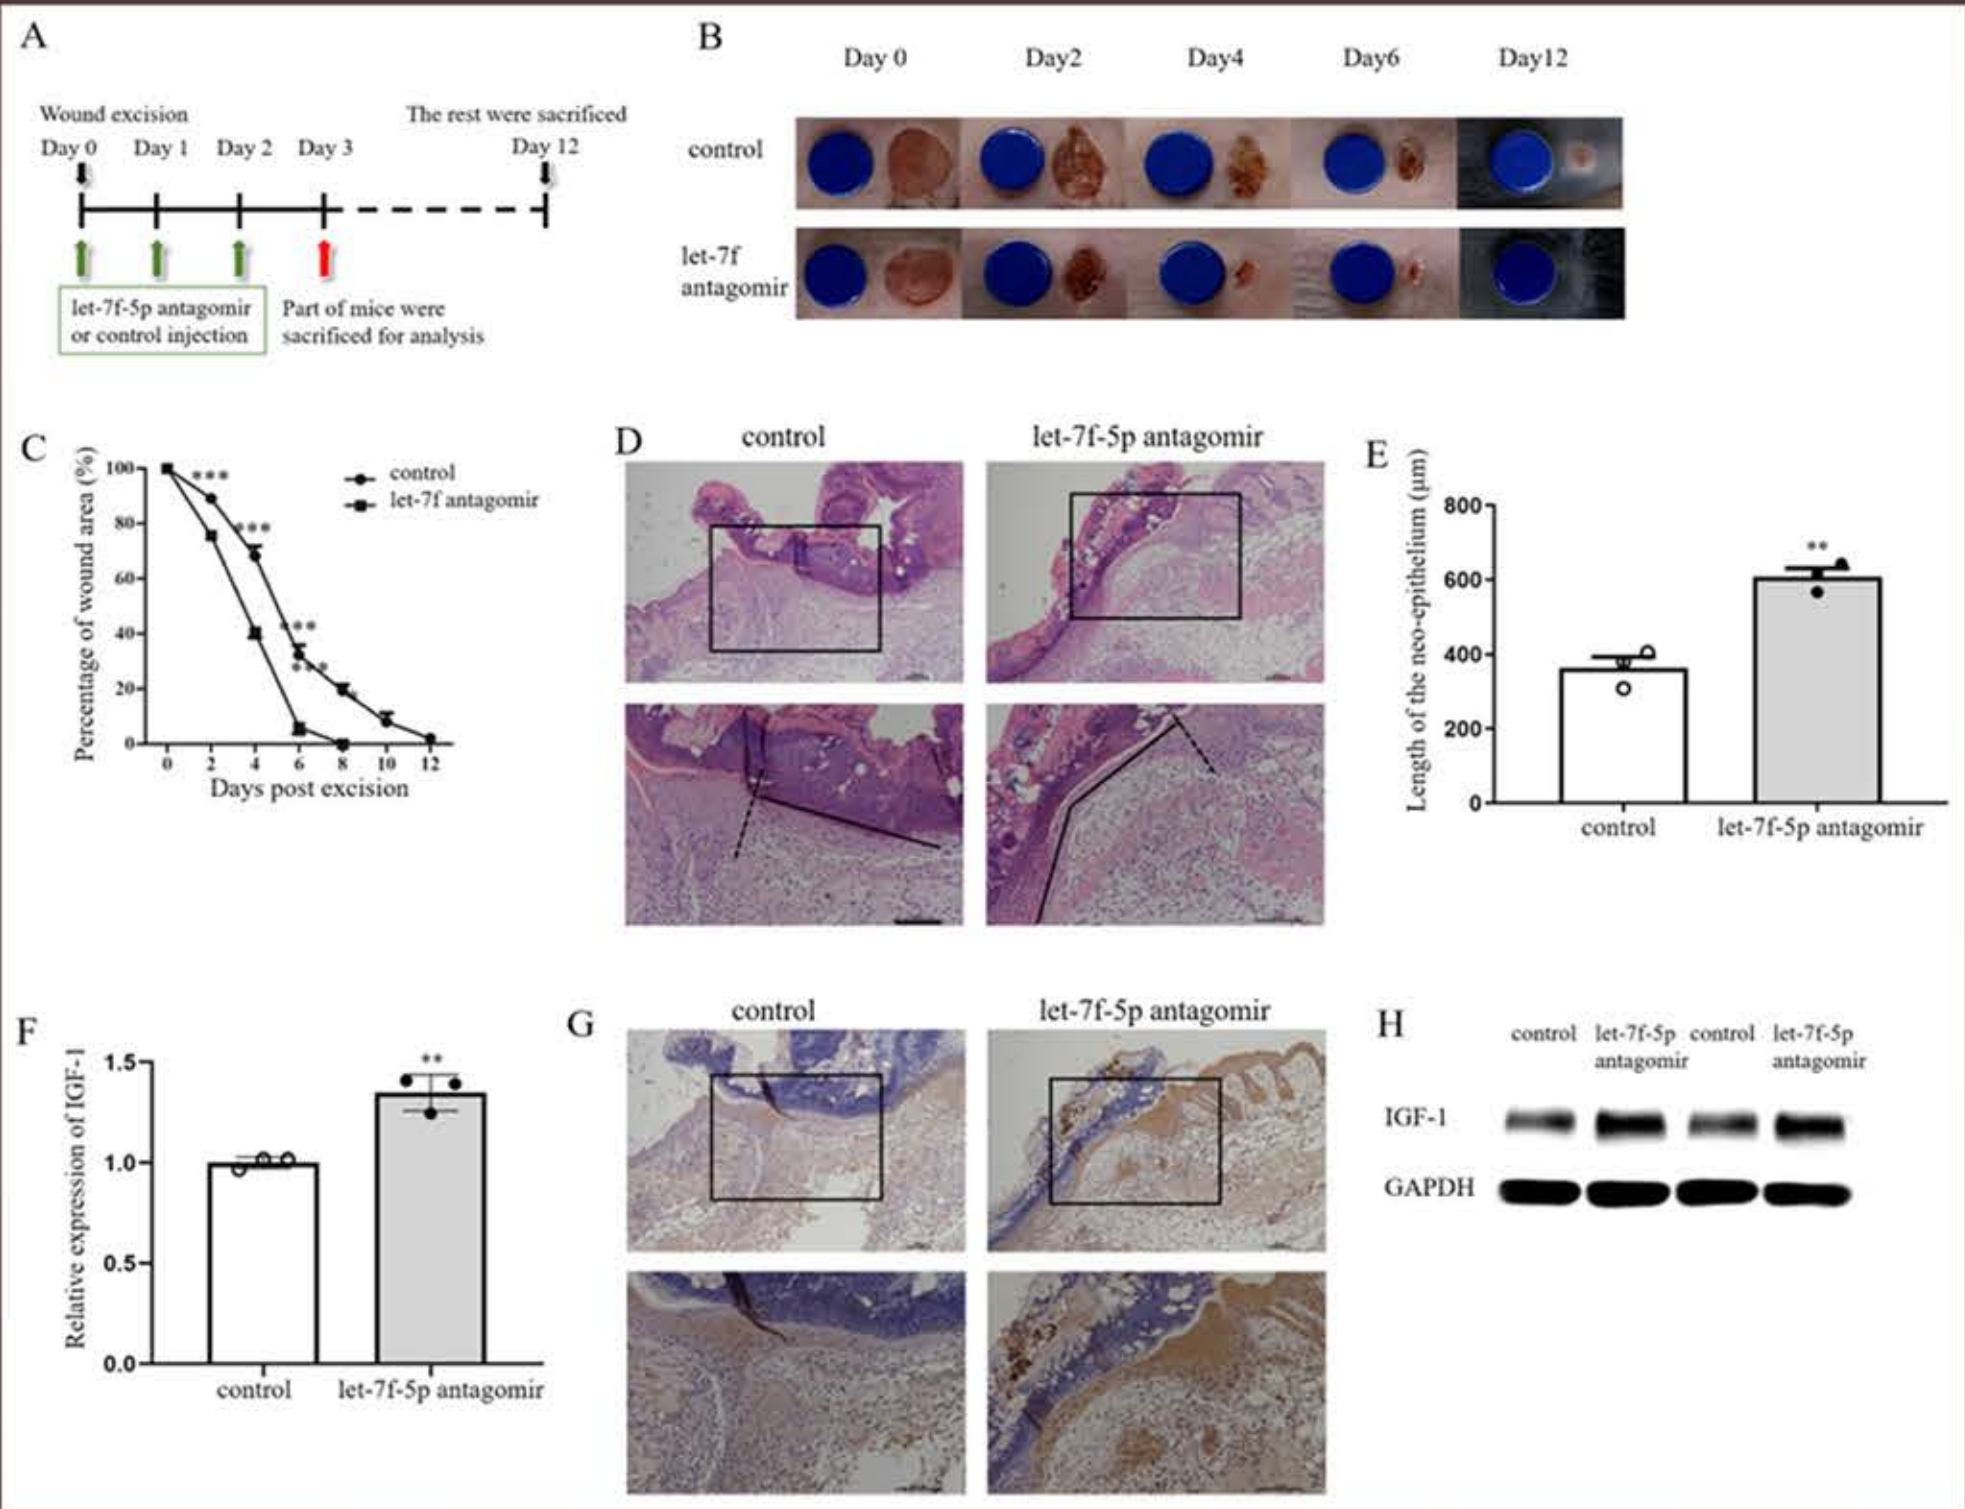 A
Wound excision
The rest were sacrificed
Day 0 Day 1 Day 2 Day 3 Day 12
let-7f-5p antagomir
or control injection
Part of mice were
sacrificed for analysis
B
Day 0 Day2 Day4 Day6 Day12
control
let-7f
antagomir
C
Percentage of wound area (%)
100
80
60
40
20
0
***
***
***
***
control
let-7f antagomir
0 2 4 6 8 10 12
Days post excision
D
control let-7f-5p antagomir
E
Length of the neo-epithelium (μm)
800
600
400
200
0
**
control let-7f-5p antagomir
F
Relative expression of IGF-1
1.5
1.0
0.5
0.0
**
control let-7f-5p antagomir
G
control let-7f-5p antagomir
H
control let-7f-5p control let-7f-5p
antagomir antagomir
IGF-1
GAPDH